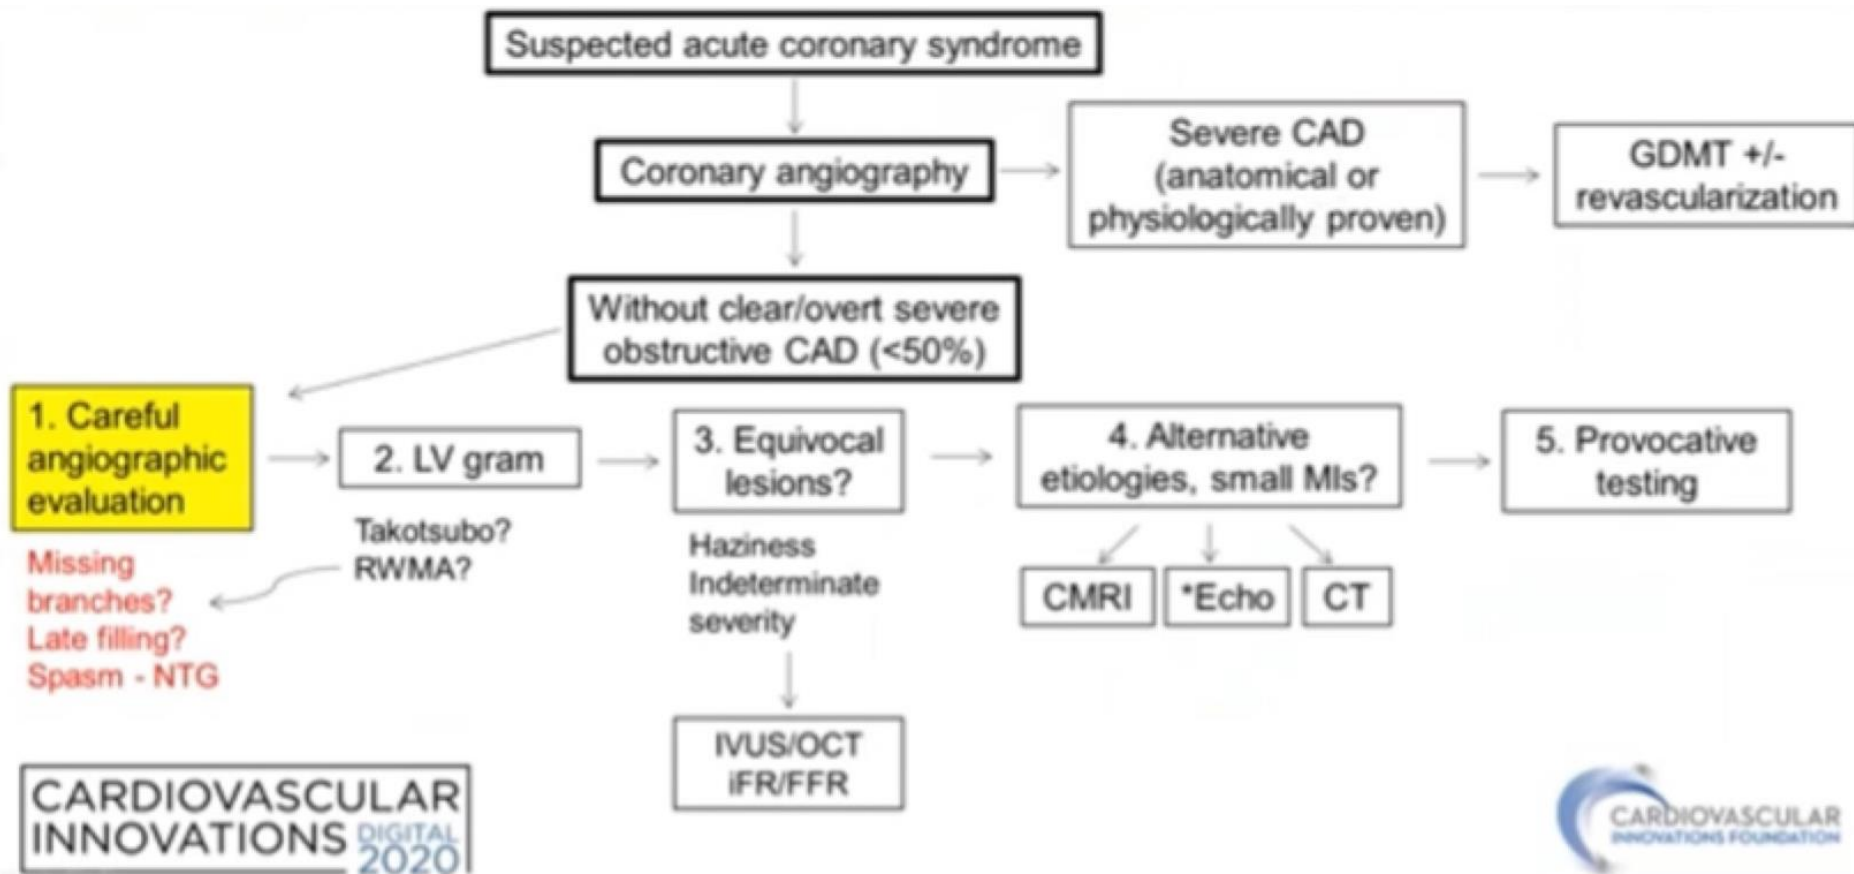 Suspected acute coronary syndrome
Coronary angiography
Severe CAD
(anatomical or
physiologically proven)
GDMT +/-
revascularization
Without clear/overt severe
obstructive CAD (<50%)
1. Careful
angiographic
evaluation
2. LV gram
3. Equivocal
lesions?
4. Alternative
etiologies, small MIs?
5. Provocative
testing
Missing
branches?
Late filling?
Spasm - NTG
Takotsubo?
RWMA?
Haziness
Indeterminate
severity
CMRI
*Echo
CT
IVUS/OCT
iFR/FFR
CARDIOVASCULAR
INNOVATIONS DIGITAL
2020
CARDIOVASCULAR
INNOVATIONS FOUNDATION